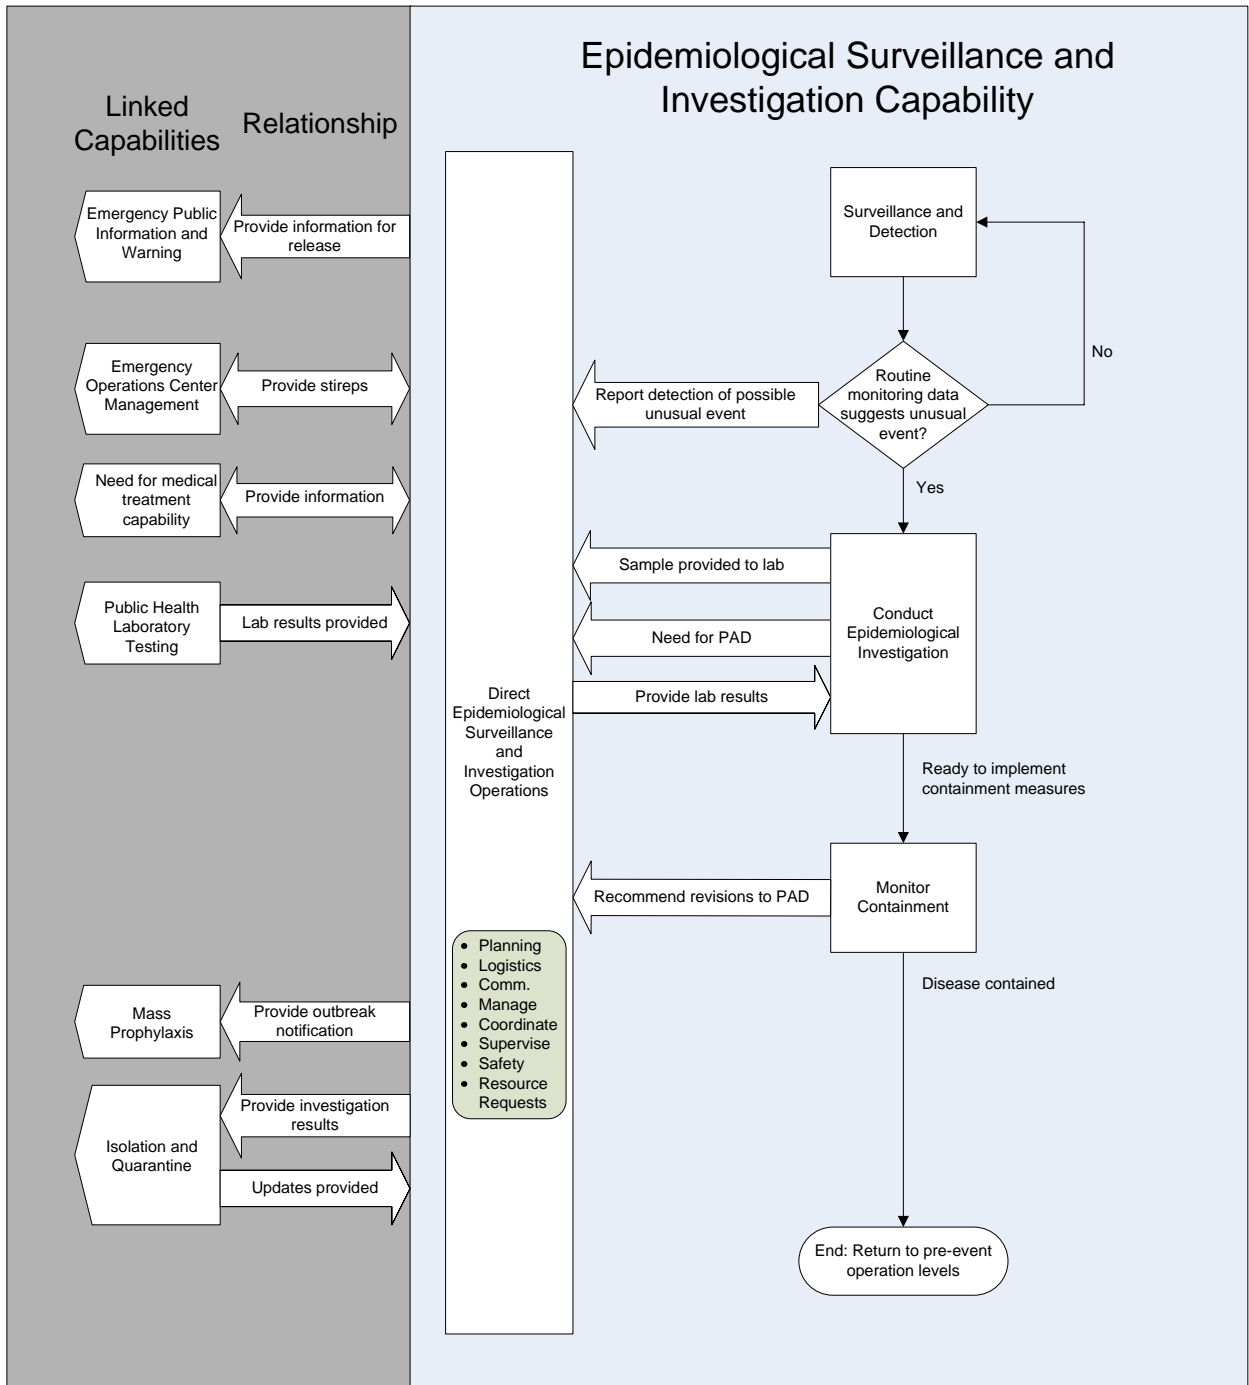 Epidemiological Surveillance and
Investigation Capability
Linked
Capabilities
Relationship
Emergency Public
Information and
Warning
Provide information for
release
Surveillance and
Detection
No
Emergency
Operations Center
Management
Provide stireps
Report detection of possible
unusual event
Routine
monitoring data
suggests unusual
event?
Yes
Need for medical
treatment
capability
Provide information
Sample provided to lab
Public Health
Laboratory
Testing
Lab results provided
Need for PAD
Conduct
Epidemiological
Investigation
Provide lab results
Direct
Epidemiological
Surveillance
and
Investigation
Operations
Ready to implement
containment measures
Recommend revisions to PAD
Monitor
Containment
• Planning
• Logistics
• Comm.
• Manage
• Coordinate
• Supervise
• Safety
• Resource
Requests
Disease contained
Mass
Prophylaxis
Provide outbreak
notification
Provide investigation
results
Isolation and
Quarantine
Updates provided
End: Return to pre-event
operation levels